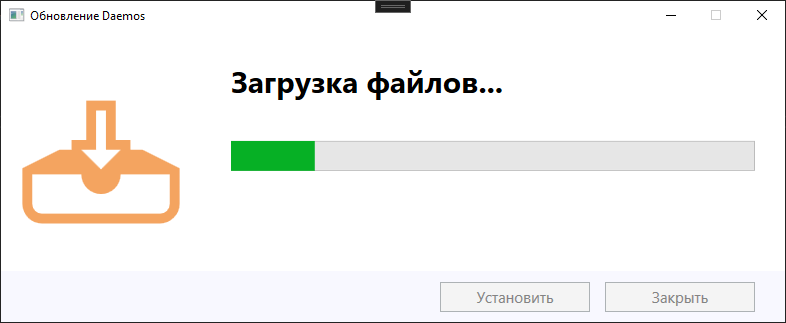 Обновление Daemos
Загрузка файлов...
Установить
Закрыть